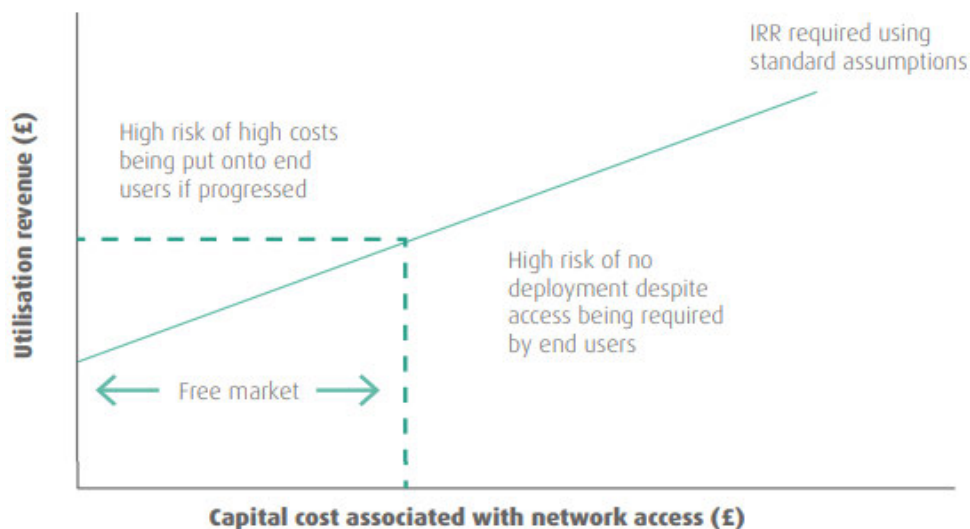 IRR required using
standard assumptions
High risk of high costs
being put onto end
users if progressed
Utilisation revenue (£)
High risk of no
deployment despite
access being required
by end users
Free market
Capital cost associated with network access (£)